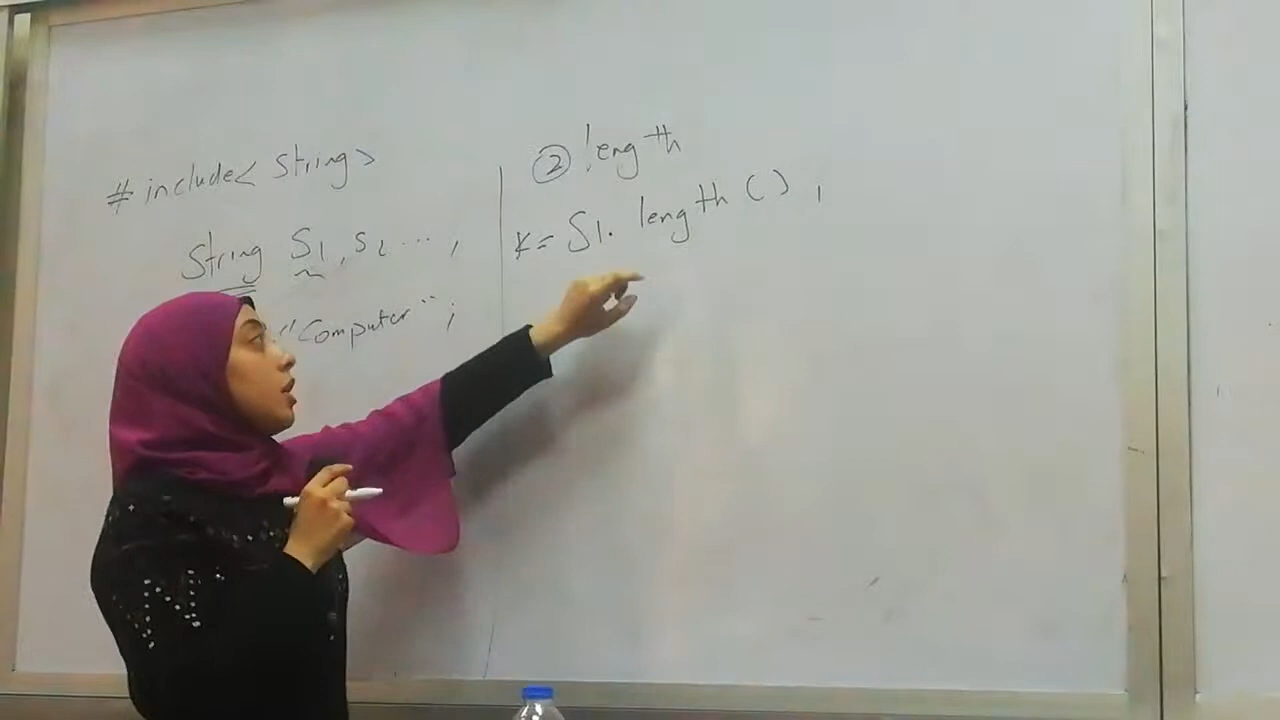 #include< String>
String S1, S2 ... ,
"Computer" ;
② length
K= S1. length ( ) ,
N